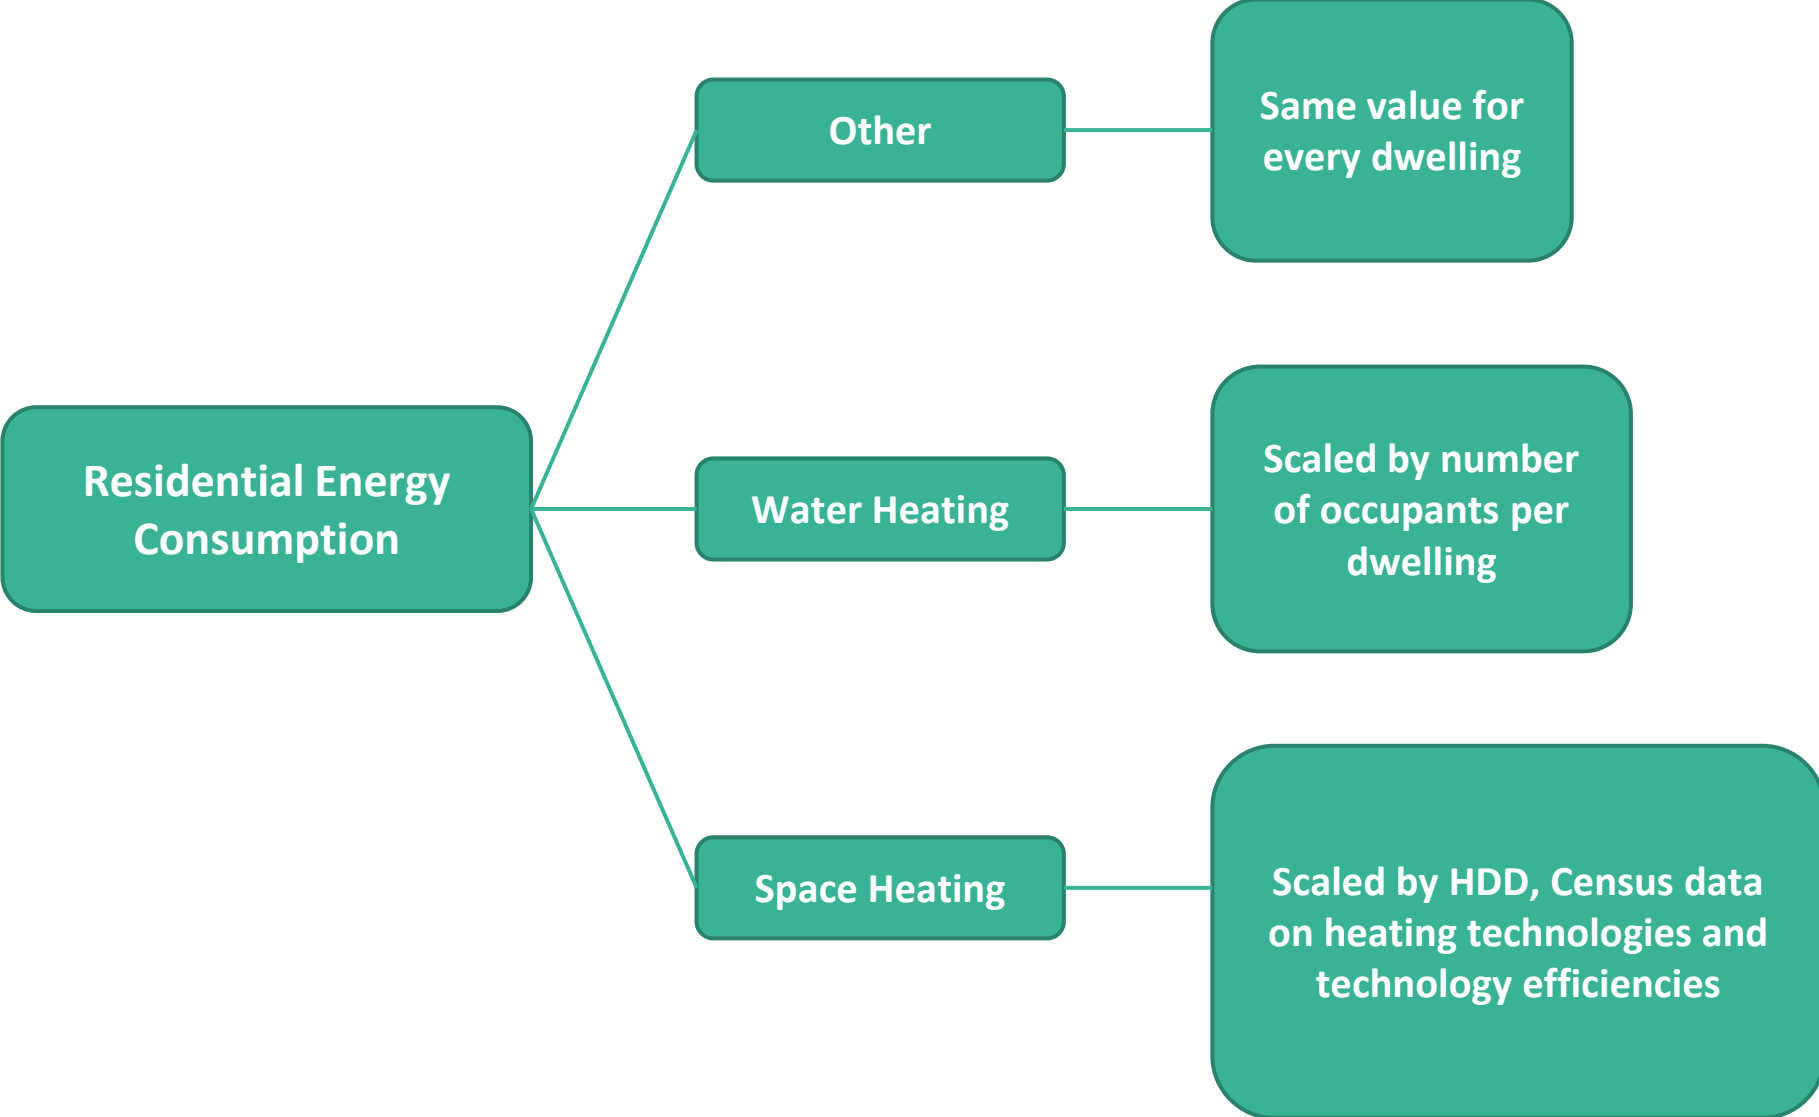 Residential Energy
Consumption
Other
Same value for
every dwelling
Water Heating
Scaled by number
of occupants per
dwelling
Space Heating
Scaled by HDD, Census data
on heating technologies and
technology efficiencies